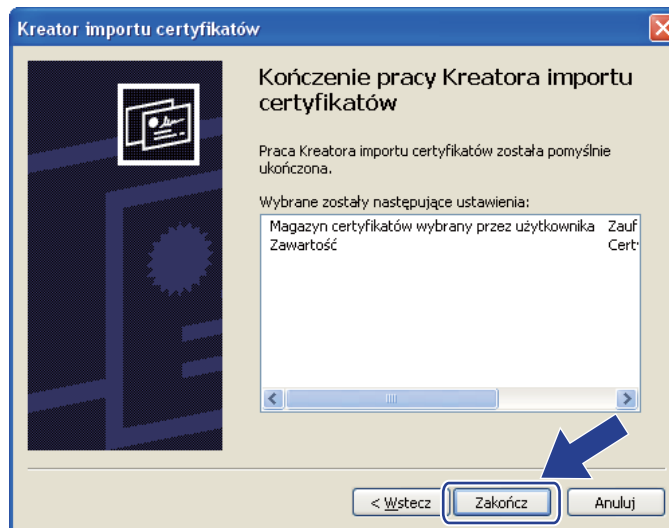 Kreator importu certyfikatów
Kończenie pracy Kreatora importu
certyfikatów
Praca Kreatora importu certyfikatów została pomyślnie
ukończona.
Wybrane zostały następujące ustawienia:
Magazyn certyfikatów wybrany przez użytkownika Zauf
Zawartość Cert
< Wstecz Zakończ Anuluj